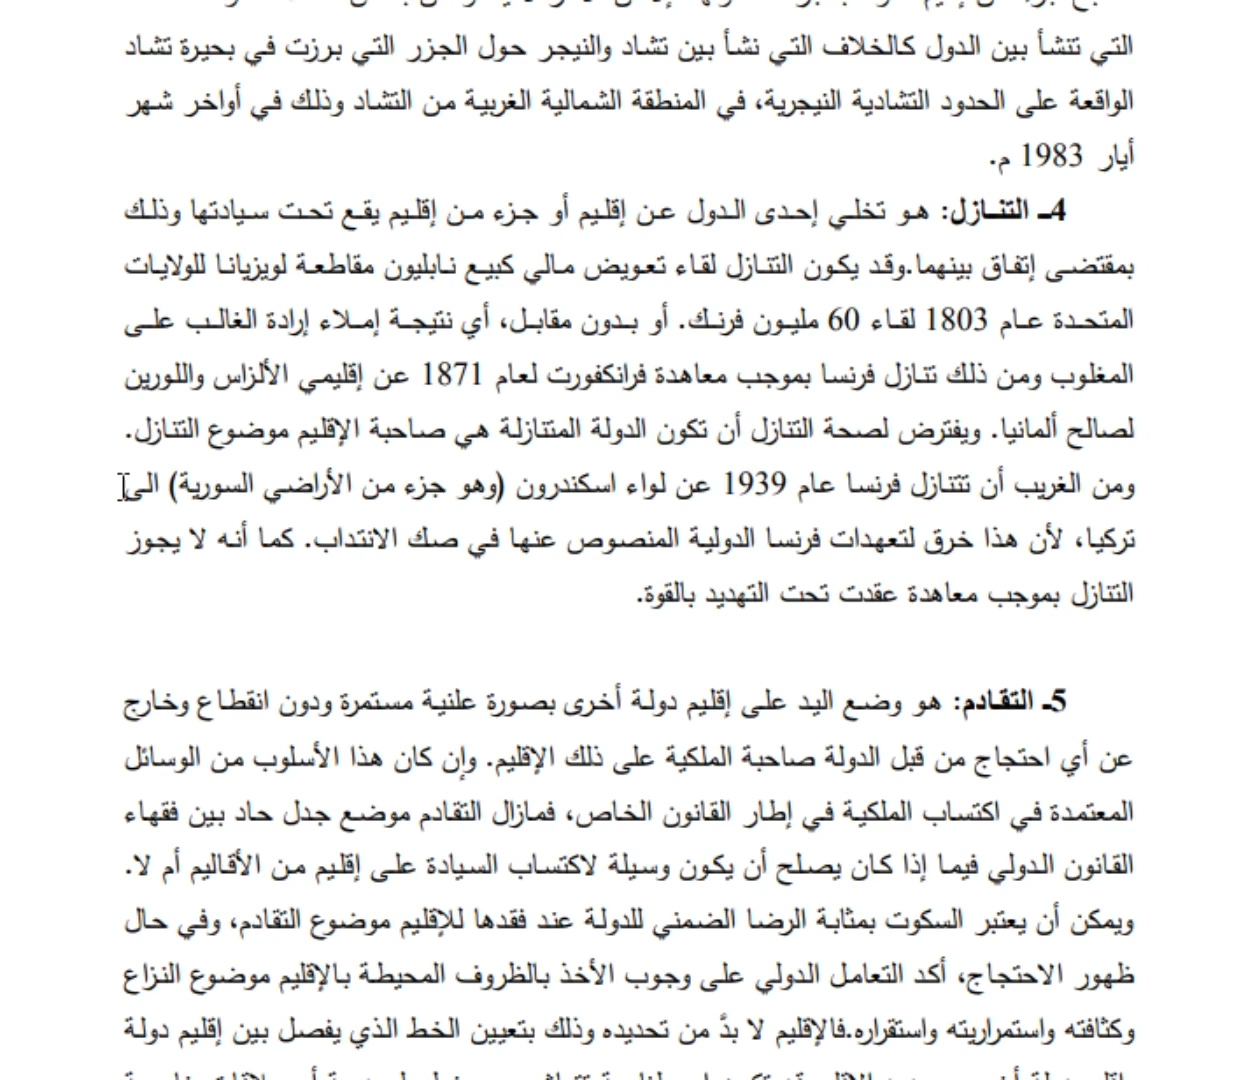 التي تنشأ بين الدول كالخلاف التي نشأ بين تشاد والنيجر حول الجزر التي برزت في بحيرة تشاد
الواقعة على الحدود التشادية النيجرية، في المنطقة الشمالية الغربية من التشاد وذلك في أواخر شهر
أيار 1983 م.
4ـ التنازل: هو تخلي إحدى الدول عن إقليم أو جزء من إقليم يقع تحت سيادتها وذلك
بمقتضى إتفاق بينهما.وقد يكون التنازل لقاء تعويض مالي كبيع نابليون مقاطعة لويزيانا للولايات
المتحدة عام 1803 لقاء 60 مليون فرنك. أو بدون مقابل، أي نتيجة إملاء إرادة الغالب على
المغلوب ومن ذلك تنازل فرنسا بموجب معاهدة فرانكفورت لعام 1871 عن إقليمي الألزاس واللورين
لصالح ألمانيا. ويفترض لصحة التنازل أن تكون الدولة المتنازلة هي صاحبة الإقليم موضوع التنازل.
ومن الغريب أن تتنازل فرنسا عام 1939 عن لواء اسكندرون (وهو جزء من الأراضي السورية) الى
تركيا، لأن هذا خرق لتعهدات فرنسا الدولية المنصوص عنها في صك الانتداب. كما أنه لا يجوز
التنازل بموجب معاهدة عقدت تحت التهديد بالقوة.
5ـ التقادم: هو وضع اليد على إقليم دولة أخرى بصورة علنية مستمرة ودون انقطاع وخارج
عن أي احتجاج من قبل الدولة صاحبة الملكية على ذلك الإقليم. وإن كان هذا الأسلوب من الوسائل
المعتمدة في اكتساب الملكية في إطار القانون الخاص، فمازال التقادم موضع جدل حاد بين فقهاء
القانون الدولي فيما إذا كان يصلح أن يكون وسيلة لاكتساب السيادة على إقليم من الأقاليم أم لا.
ويمكن أن يعتبر السكوت بمثابة الرضا الضمني للدولة عند فقدها للإقليم موضوع التقادم، وفي حال
ظهور الاحتجاج، أكد التعامل الدولي على وجوب الأخذ بالظروف المحيطة بالإقليم موضوع النزاع
وكثافته واستمراريته واستقراره.فالإقليم لا بدَّ من تحديده وذلك بتعيين الخط الذي يفصل بين إقليم دولة